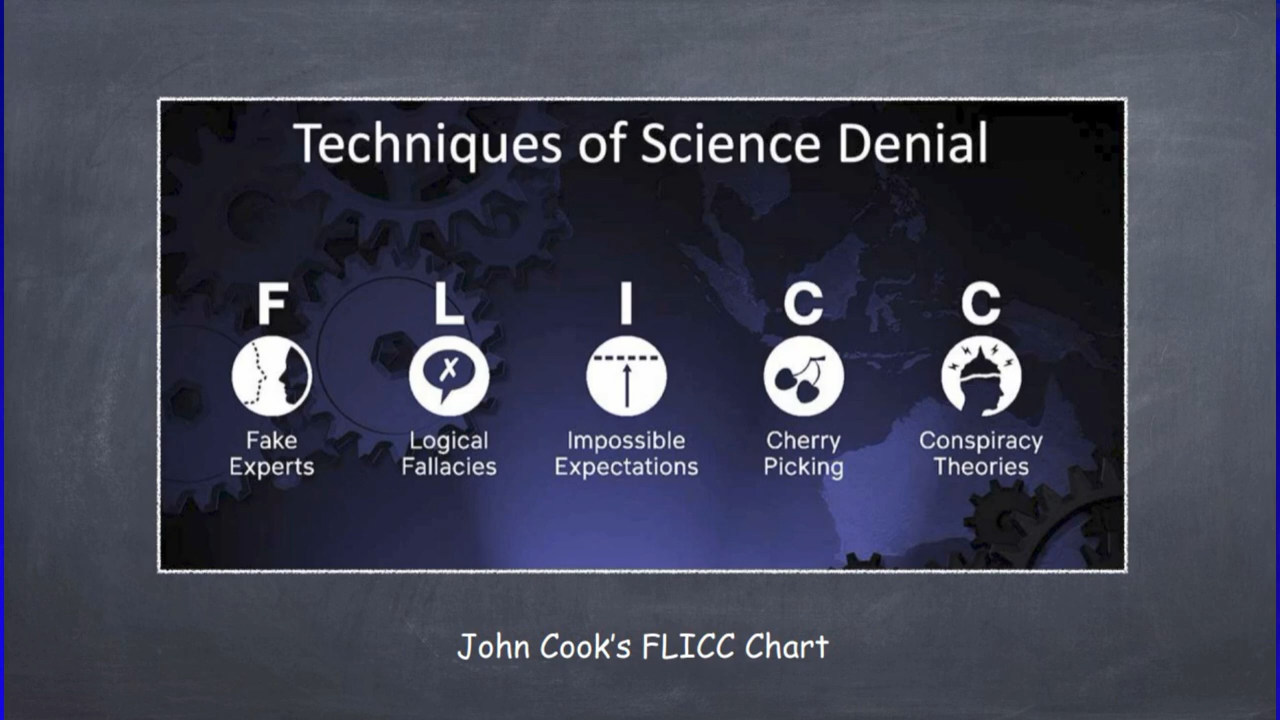 Techniques of Science Denial
F L I C C
Fake Logical Impossible Cherry Conspiracy
Experts Fallacies Expectations Picking Theories
John Cook's FLICC Chart